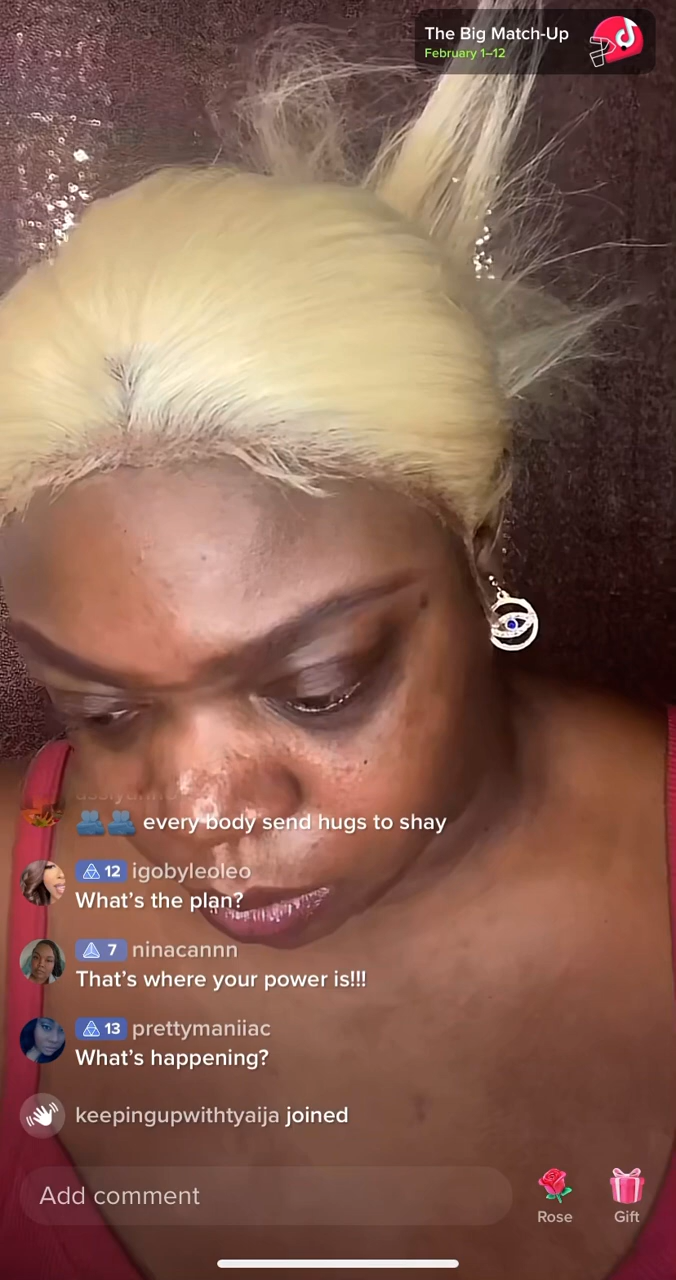 The Big Match-Up
February 1–12
every body send hugs to shay
12 igobyleoleo
What's the plan?
7 ninacannn
That's where your power is!!!
13 prettymaniiac
What's happening?
keepingupwithtyaija joined
Add comment
Rose
Gift